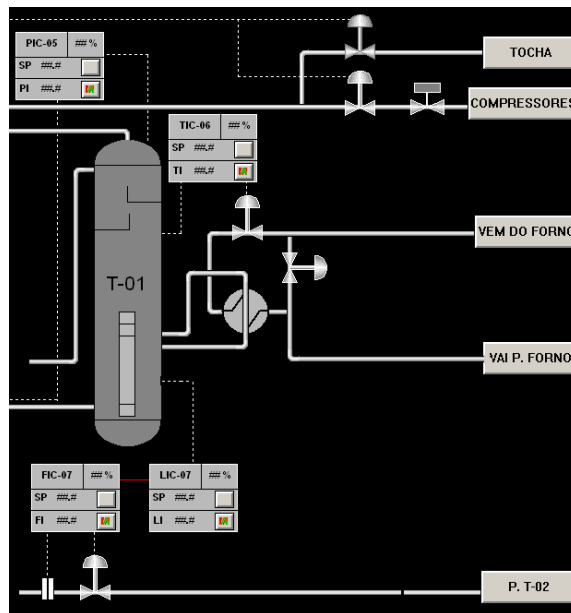 PIC-05 ##%
SP ##.#
PI ##.#
TOCHA
COMPRESSORES
TIC-06 ##%
SP ##.#
TI ##.#
VEM DO FORNO
T-01
VAI P. FORNO
FIC-07 ##%
SP ##.#
FI ##.#
LIC-07 ##%
SP ##.#
LI ##.#
P. T-02